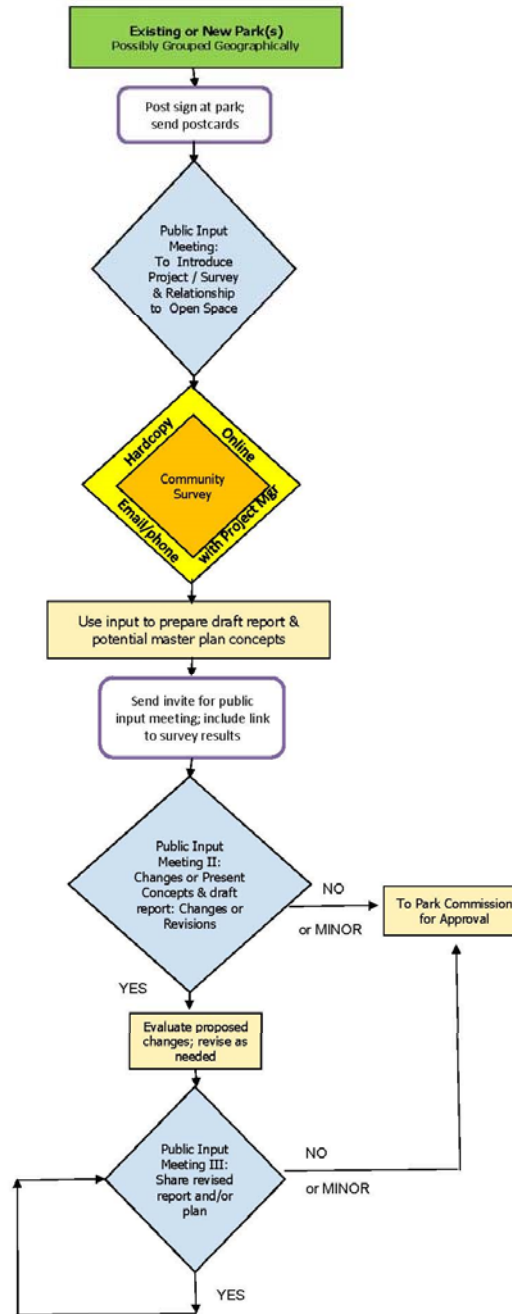 Existing or New Park(s)
Possibly Grouped Geographically
Post sign at park;
send postcards
Public Input
Meeting:
To Introduce
Project / Survey
& Relationship
to Open Space
Hardcopy
Online
Community
Survey
Email/phone
with Project Mgr
Use input to prepare draft report &
potential master plan concepts
Send invite for public
input meeting; include link
to survey results
Public Input
Meeting II:
Changes or Present
Concepts & draft
report: Changes or
Revisions
NO
or MINOR
To Park Commission
for Approval
YES
Evaluate proposed
changes; revise as
needed
Public Input
Meeting III:
Share revised
report and/or
plan
NO
or MINOR
YES